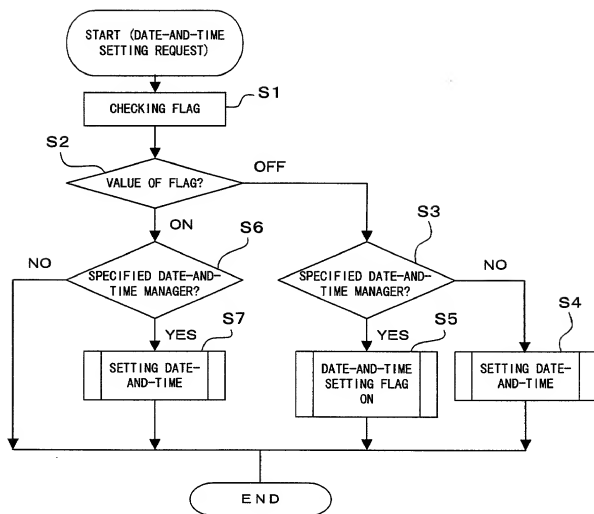 START (DATE-AND-TIME
SETTING REQUEST)
S1
CHECKING FLAG
S2
VALUE OF FLAG?
OFF
ON
S6
S3
NO
SPECIFIED DATE-AND-
TIME MANAGER?
SPECIFIED DATE-AND-
TIME MANAGER?
NO
YES
S7
YES
S5
S4
SETTING DATE-
AND-TIME
DATE-AND-TIME
SETTING FLAG
ON
SETTING DATE-
AND-TIME
END